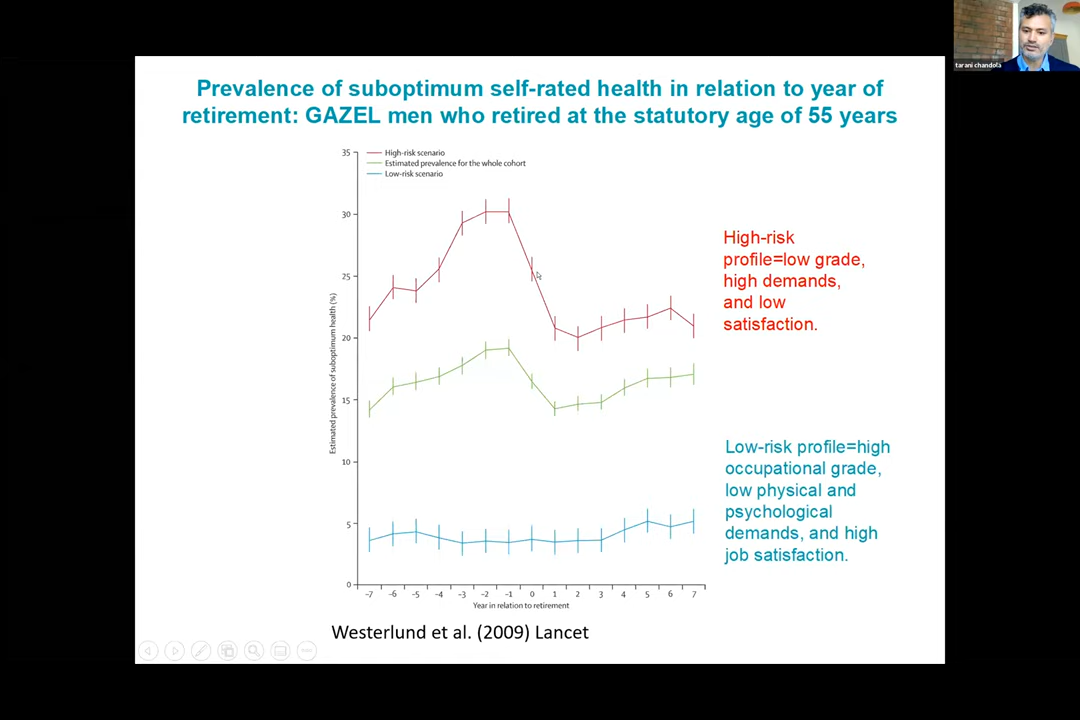 tarani chandola
Prevalence of suboptimum self-rated health in relation to year of
retirement: GAZEL men who retired at the statutory age of 55 years
High-risk scenario
Estimated prevalence for the whole cohort
Low-risk scenario
35
30
25
20
15
10
5
0
Estimated prevalence of suboptimum health (%)
-7 -6 -5 -4 -3 -2 -1 0 1 2 3 4 5 6 7
Year in relation to retirement
High-risk
profile=low grade,
high demands,
and low
satisfaction.
Low-risk profile=high
occupational grade,
low physical and
psychological
demands, and high
job satisfaction.
Westerlund et al. (2009) Lancet